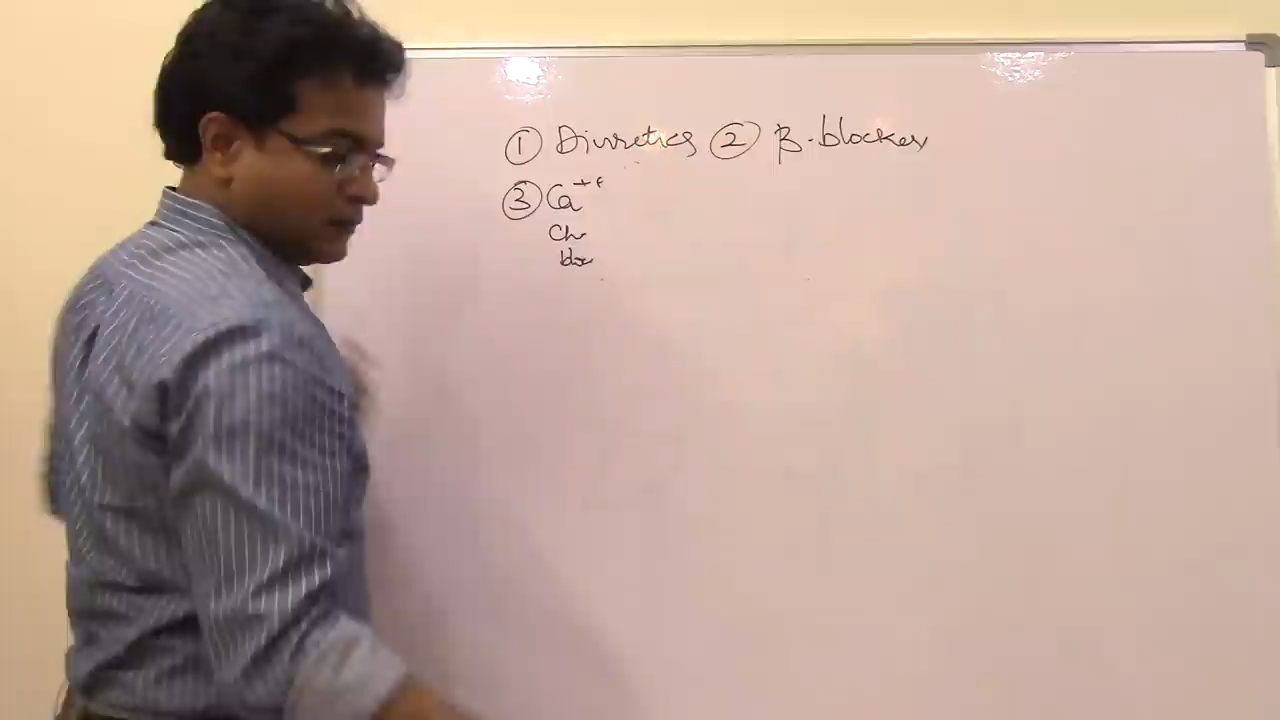 ① Diuretics ② β-blocker
③ Ca⁺⁺
Ch
blo